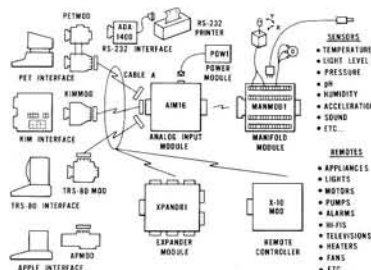 PETMOD
ADA
1400
RS-232
PRINTER
RS-232 INTERFACE
POW1
POWER
MODULE
PET INTERFACE
CABLE A
KIMMOD
AIM16
MANMOD1
ANALOG INPUT
MODULE
MANIFOLD
MODULE
KIM INTERFACE
TRS-80 MOD
TRS-80 INTERFACE
XPANDR1
X-10
MOD
APMOD
EXPANDER
MODULE
REMOTE
CONTROLLER
APPLE INTERFACE
SENSORS
• TEMPERATURE
• LIGHT LEVEL
• PRESSURE
• pH
• HUMIDITY
• ACCELERATION
• SOUND
• ETC...
REMOTES
• APPLIANCES
• LIGHTS
• MOTORS
• PUMPS
• ALARMS
• HI-FIS
• TELEVISIONS
• HEATERS
• FANS
• ETC